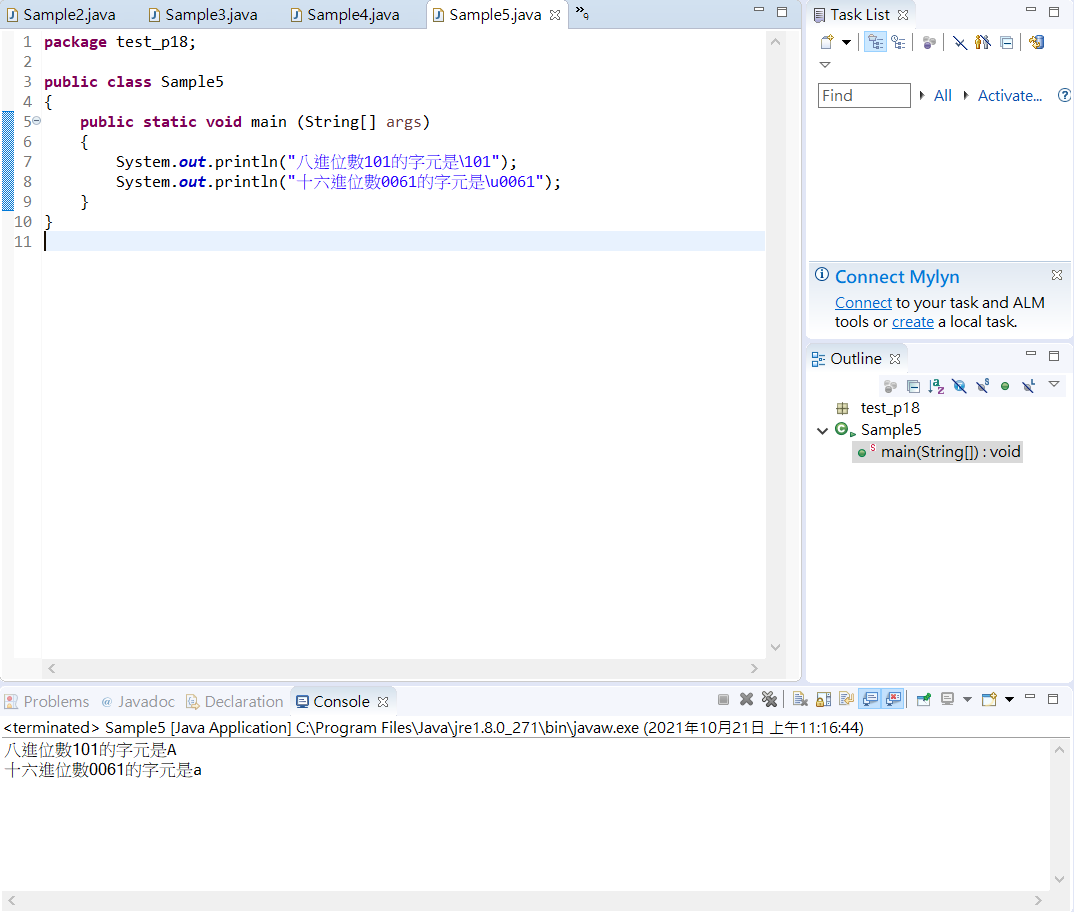 Sample2.java Sample3.java Sample4.java Sample5.java »9
1 package test_p18;
2
3 public class Sample5
4 {
5 public static void main (String[] args)
6 {
7 System.out.println("八進位數101的字元是\101");
8 System.out.println("十六進位數0061的字元是\u0061");
9 }
10 }
11
Task List
Find All Activate...
Connect Mylyn
Connect to your task and ALM
tools or create a local task.
Outline
test_p18
Sample5
main(String[]) : void
Problems @ Javadoc Declaration Console
<terminated> Sample5 [Java Application] C:\Program Files\Java\jre1.8.0_271\bin\javaw.exe (2021年10月21日 上午11:16:44)
八進位數101的字元是A
十六進位數0061的字元是a